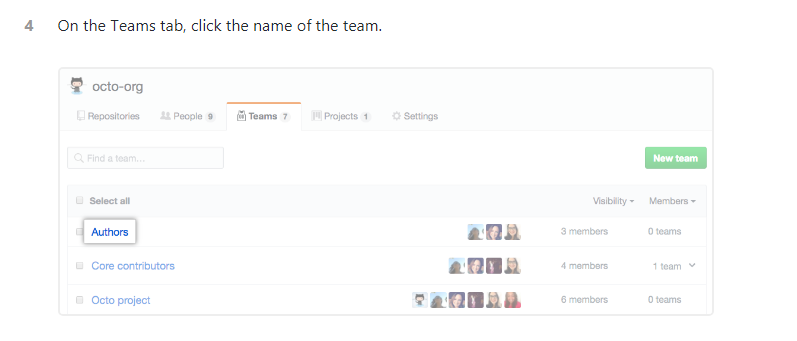 4 On the Teams tab, click the name of the team.
octo-org
Repositories People 9 Teams 7 Projects 1 Settings
Find a team... New team
Select all Visibility Members
Authors 3 members 0 teams
Core contributors 4 members 1 team
Octo project 6 members 0 teams